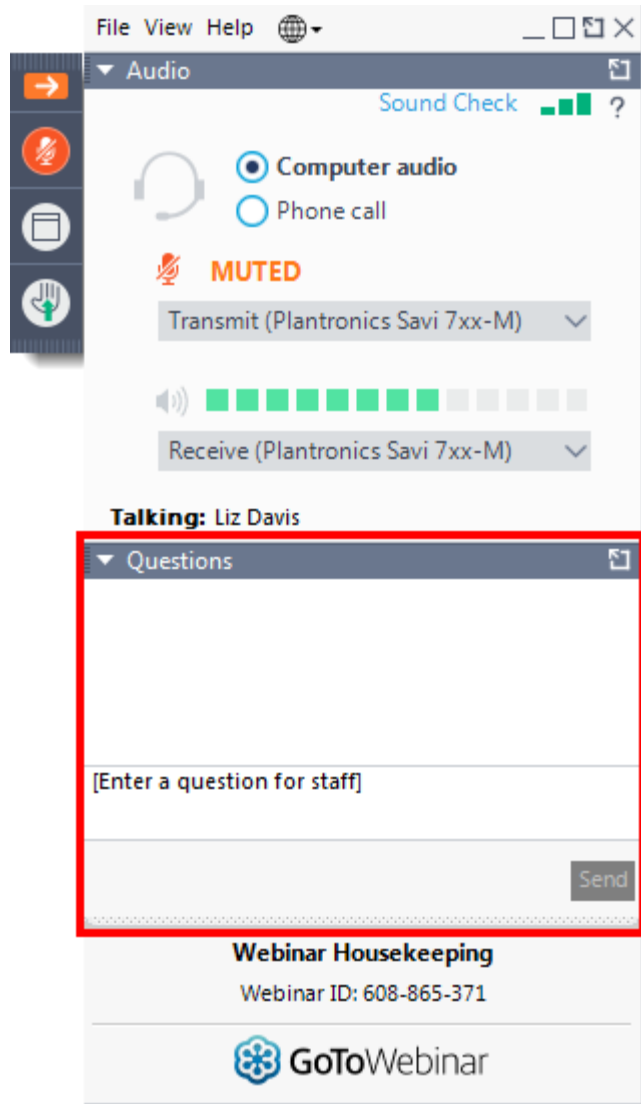 File View Help
Audio
Sound Check ?
Computer audio
Phone call
MUTED
Transmit (Plantronics Savi 7xx-M)
Receive (Plantronics Savi 7xx-M)
Talking: Liz Davis
Questions
[Enter a question for staff]
Send
Webinar Housekeeping
Webinar ID: 608-865-371
GoToWebinar